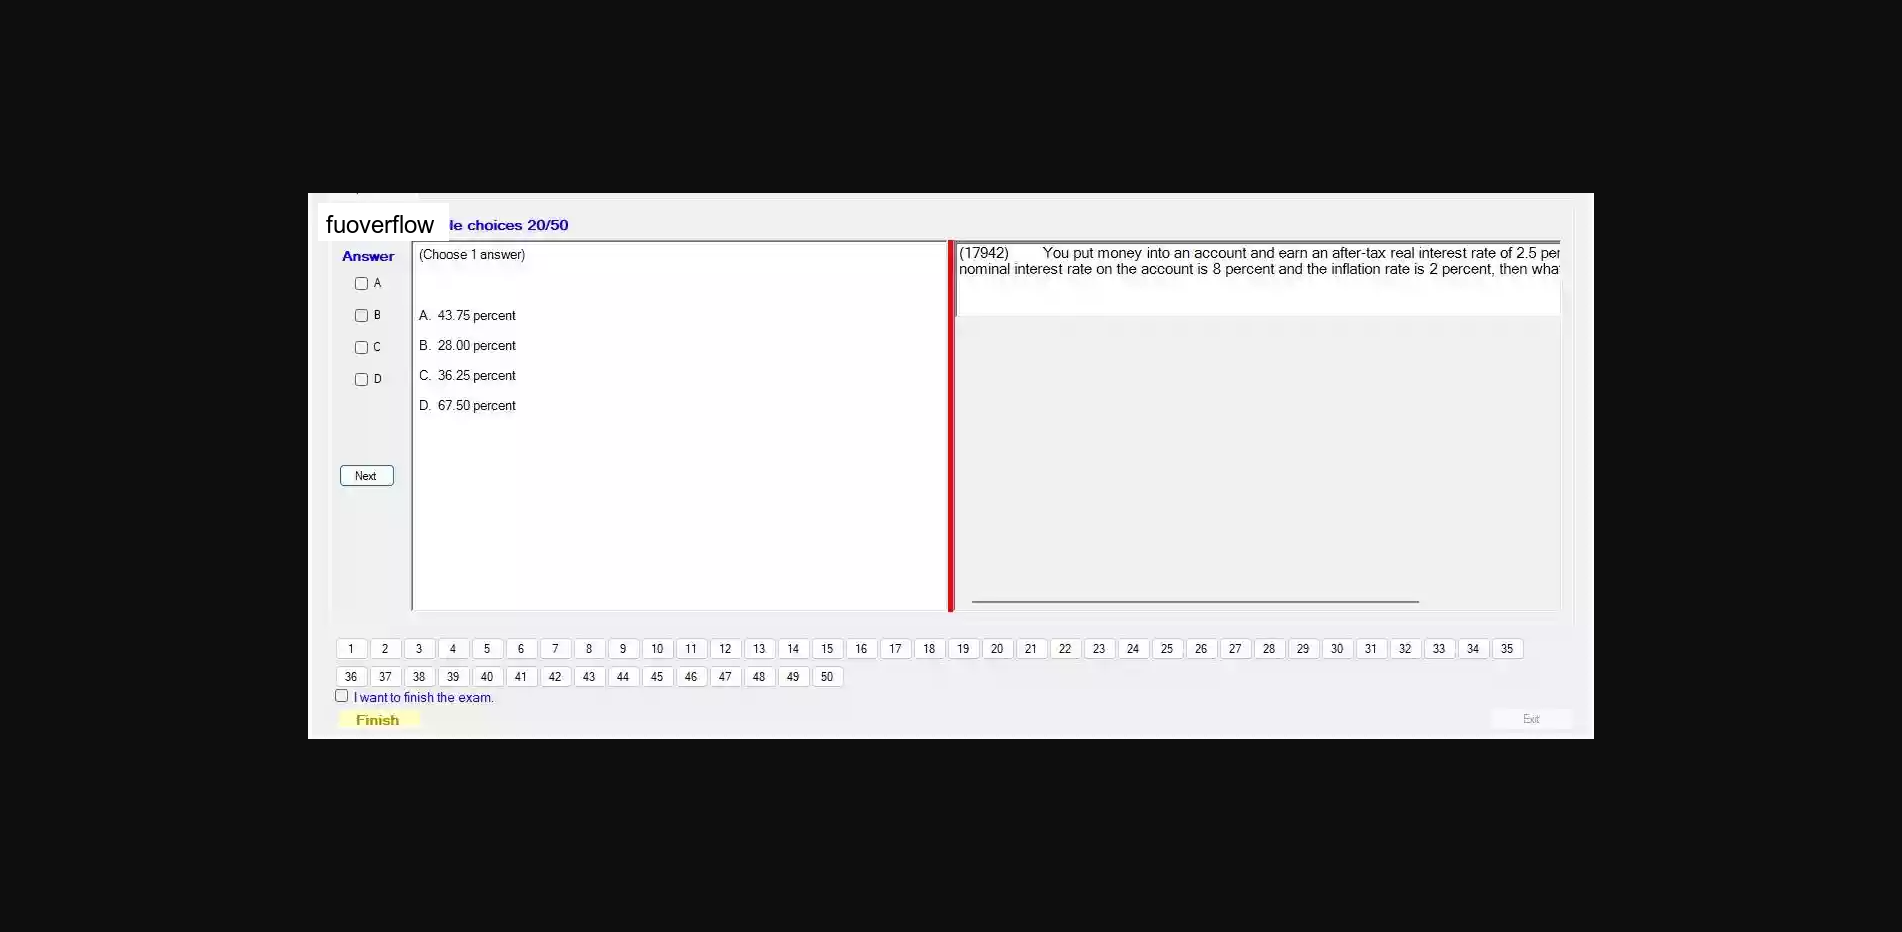 fuoverflow
le choices 20/50
Answer
(Choose 1 answer)
A
B
C
D
A. 43.75 percent
B. 28.00 percent
C. 36.25 percent
D. 67.50 percent
Next
(17942) You put money into an account and earn an after-tax real interest rate of 2.5 per
nominal interest rate on the account is 8 percent and the inflation rate is 2 percent, then wha
1 2 3 4 5 6 7 8 9 10 11 12 13 14 15 16 17 18 19 20 21 22 23 24 25 26 27 28 29 30 31 32 33 34 35
36 37 38 39 40 41 42 43 44 45 46 47 48 49 50
I want to finish the exam.
Finish
Exit